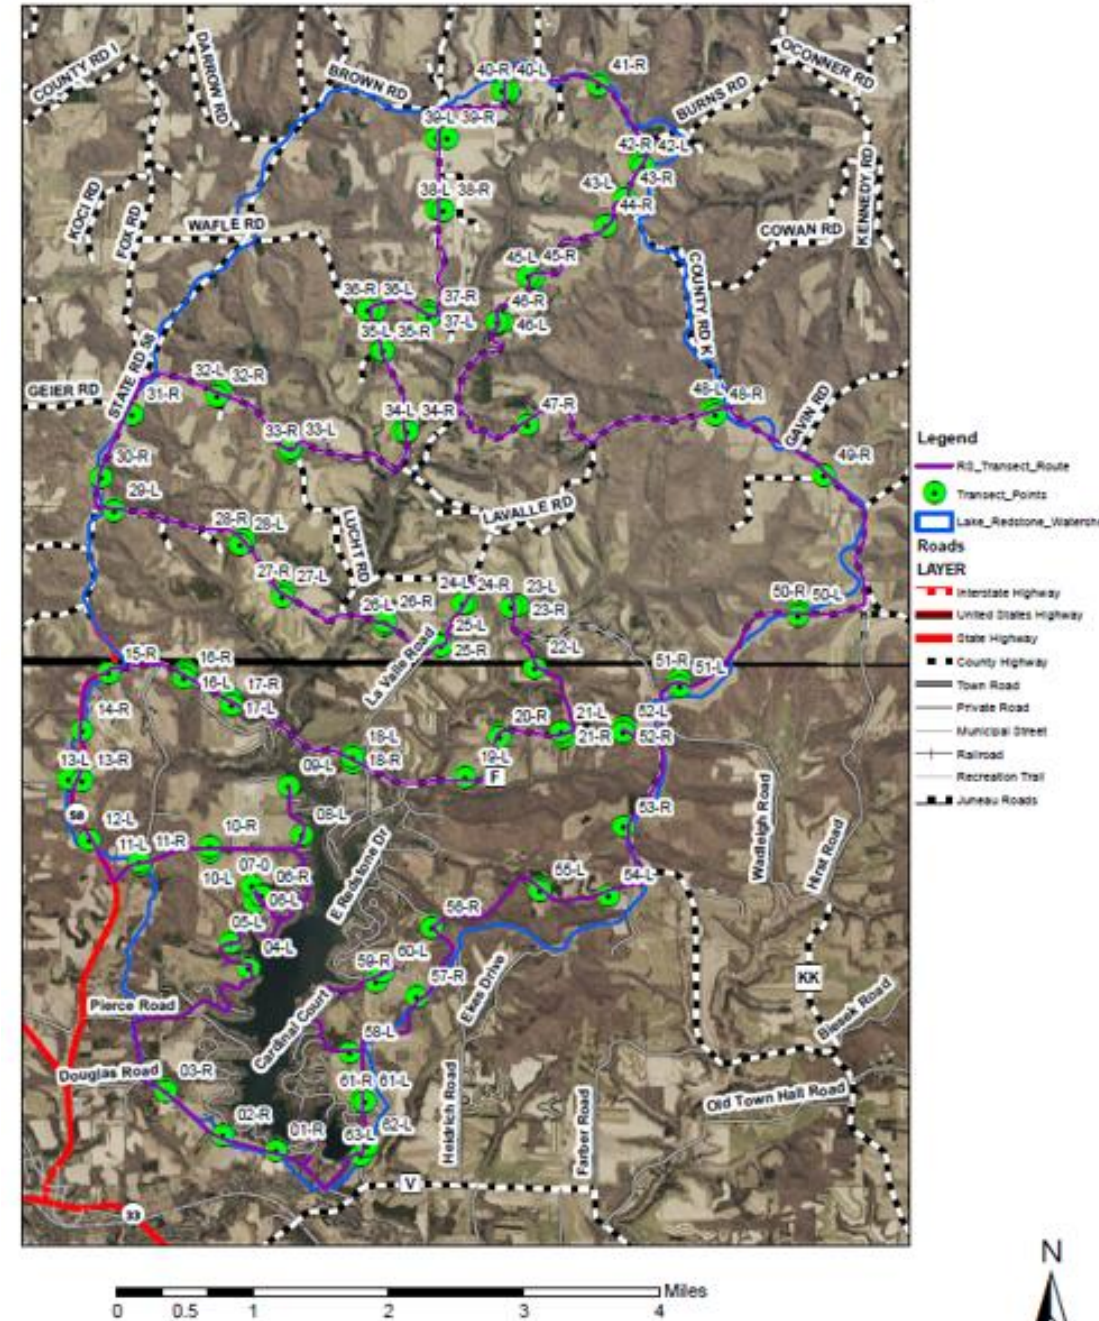 COUNTY RD I
DARROW RD
BROWN RD
40-R 40-L
41-R
OCONNER RD
BURNS RD
39-L 39-R
42-R 42-L
KENNEDY RD
43-L 43-R
38-L 38-R
KOCI RD
FOX RD
WAFLE RD
44-R
COWAN RD
45-L 45-R
COUNTY RD K
36-R 36-L
37-R
37-L
46-R
46-L
35-L 35-R
STATE RD 58
GEIER RD
32-L 32-R
31-R
48-L 48-R
GAVIN RD
47-R
34-L 34-R
33-R 33-L
30-R
49-R
29-L
28-R 28-L
LUCHT RD
LAVALLE RD
27-R 27-L
24-L 24-R
23-L
23-R
50-R 50-L
26-L 26-R
25-L
25-R
La Valle Road
22-L
15-R
16-R
16-L
51-R 51-L
17-R
17-L
14-R
20-R
21-L
21-R
52-L
52-R
18-L
18-R
19-L
F
13-L 13-R
09-L
58
08-L
53-R
12-L
11-L 11-R
10-R
10-L
E Redstone Dr
Wadleigh Road
Hirst Road
06-R
06-L
55-L
54-L
05-L
04-L
56-R
60-L
59-R
57-R
Ekes Drive
KK
Pierce Road
Cardinal Court
Biesek Road
58-L
Douglas Road
03-R
61-R 61-L
Heidrich Road
Farber Road
Old Town Hall Road
02-R
01-R
62-L
63-L
V
33
Legend
RS_Transect_Route
Transect_Points
Lake_Redstone_Watersh
Roads
LAYER
Interstate Highway
United States Highway
State Highway
County Highway
Town Road
Private Road
Municipal Street
Railroad
Recreation Trail
Juneau Roads
Miles
0 0.5 1 2 3 4
N